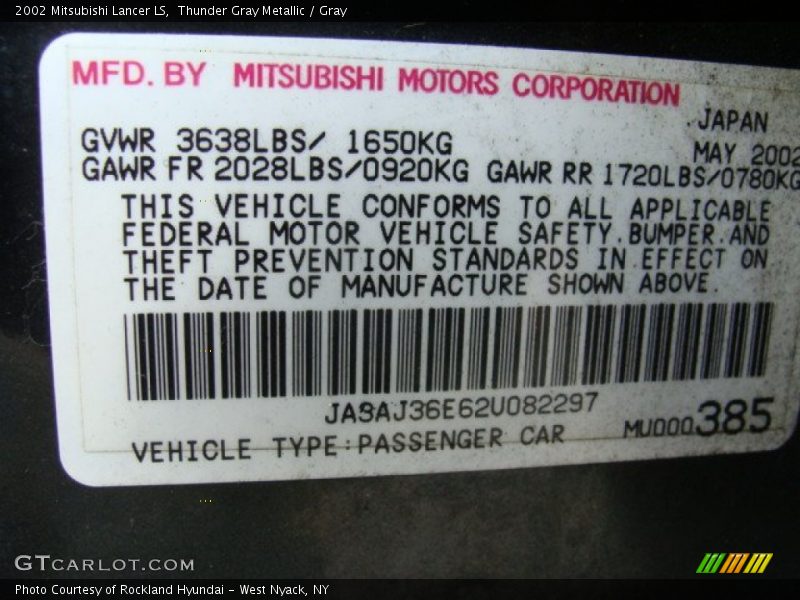 2002 Mitsubishi Lancer LS, Thunder Gray Metallic / Gray
MFD. BY MITSUBISHI MOTORS CORPORATION
JAPAN
GVWR 3638LBS/ 1650KG MAY 2002
GAWR FR 2028LBS/0920KG GAWR RR 1720LBS/0780KG
THIS VEHICLE CONFORMS TO ALL APPLICABLE
FEDERAL MOTOR VEHICLE SAFETY.BUMPER.AND
THEFT PREVENTION STANDARDS IN EFFECT ON
THE DATE OF MANUFACTURE SHOWN ABOVE.
JA3AJ36E62U082297
VEHICLE TYPE:PASSENGER CAR MU000385
GTCARLOT.COM
Photo Courtesy of Rockland Hyundai - West Nyack, NY